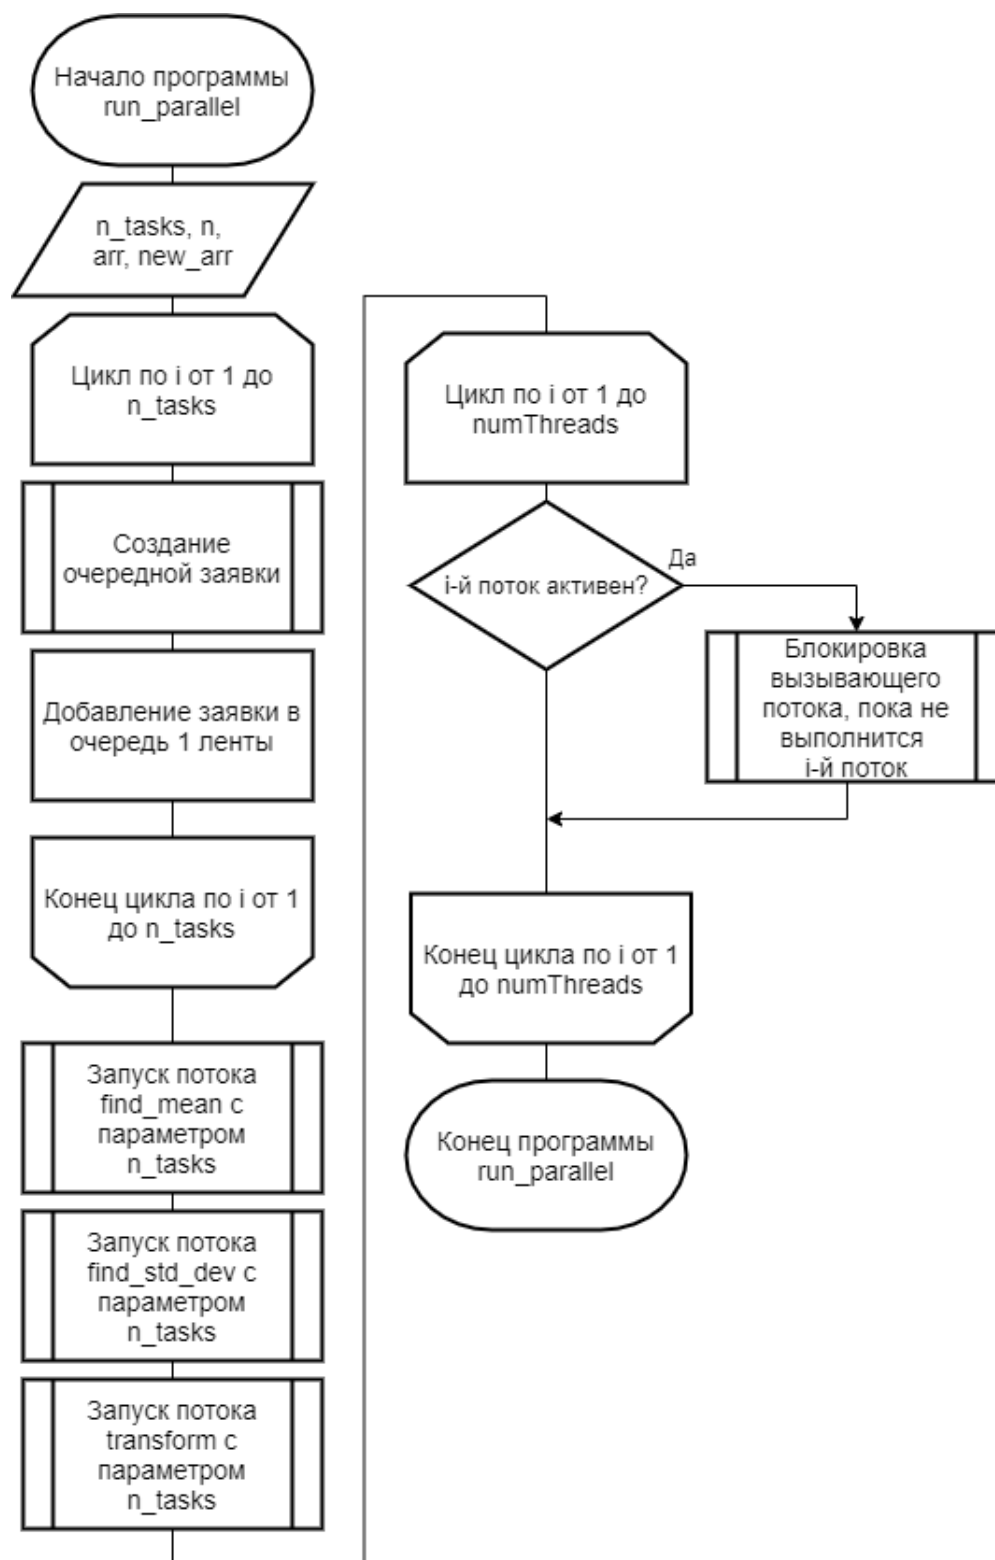 Начало программы
run_parallel
n_tasks, n,
arr, new_arr
Цикл по i от 1 до
n_tasks
Создание
очередной заявки
Добавление заявки в
очередь 1 ленты
Конец цикла по i от 1
до n_tasks
Запуск потока
find_mean с
параметром
n_tasks
Запуск потока
find_std_dev с
параметром
n_tasks
Запуск потока
transform с
параметром
n_tasks
Цикл по i от 1 до
numThreads
i-й поток активен?
Да
Блокировка
вызывающего
потока, пока не
выполнится
i-й поток
Конец цикла по i от 1
до numThreads
Конец программы
run_parallel